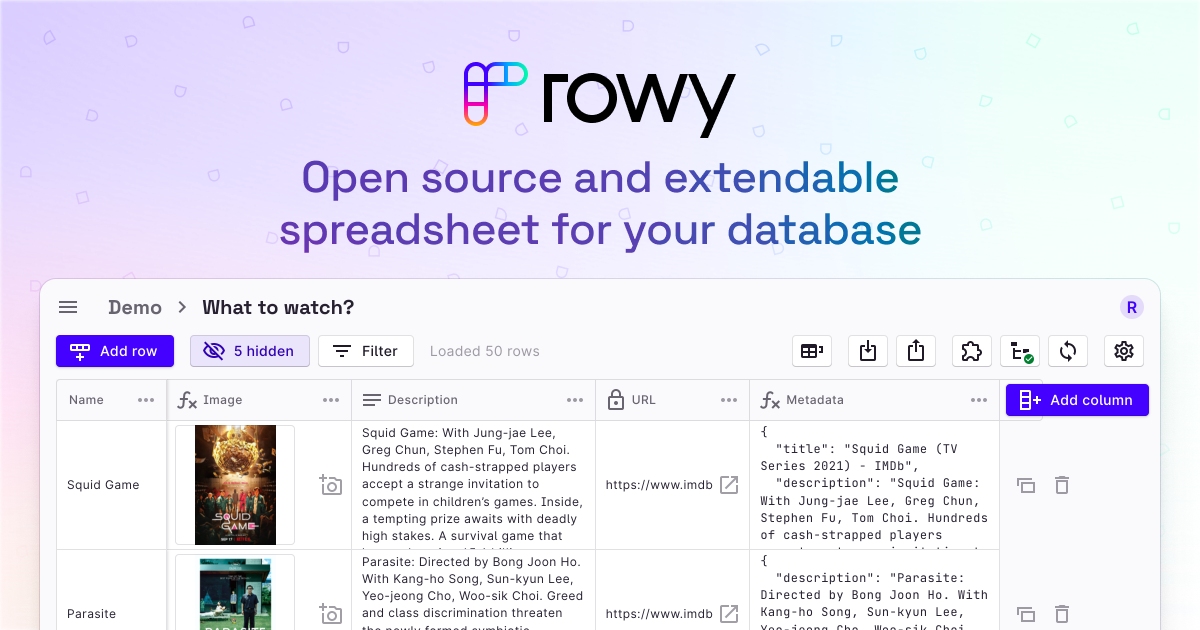 rowy
Open source and extendable
spreadsheet for your database
Demo > What to watch?
R
Add row
5 hidden
Filter
Loaded 50 rows
Name
fx Image
Description
URL
fx Metadata
Add column
Squid Game
SQUID
GAME
Squid Game: With Jung-jae Lee,
Greg Chun, Stephen Fu, Tom Choi.
Hundreds of cash-strapped players
accept a strange invitation to
compete in children's games. Inside,
a tempting prize awaits with deadly
high stakes. A survival game that
https://www.imdb
{
"title": "Squid Game (TV
Series 2021) - IMDb",
"description": "Squid Game:
With Jung-jae Lee, Greg Chun,
Stephen Fu, Tom Choi. Hundreds
of cash-strapped players
Parasite
PARASITE
Parasite: Directed by Bong Joon Ho.
With Kang-ho Song, Sun-kyun Lee,
Yeo-jeong Cho, Woo-sik Choi. Greed
and class discrimination threaten
the newly formed symbiotic
https://www.imdb
{
"description": "Parasite:
Directed by Bong Joon Ho. With
Kang-ho Song, Sun-kyun Lee,
Yeo-jeong Cho, Woo-sik Choi